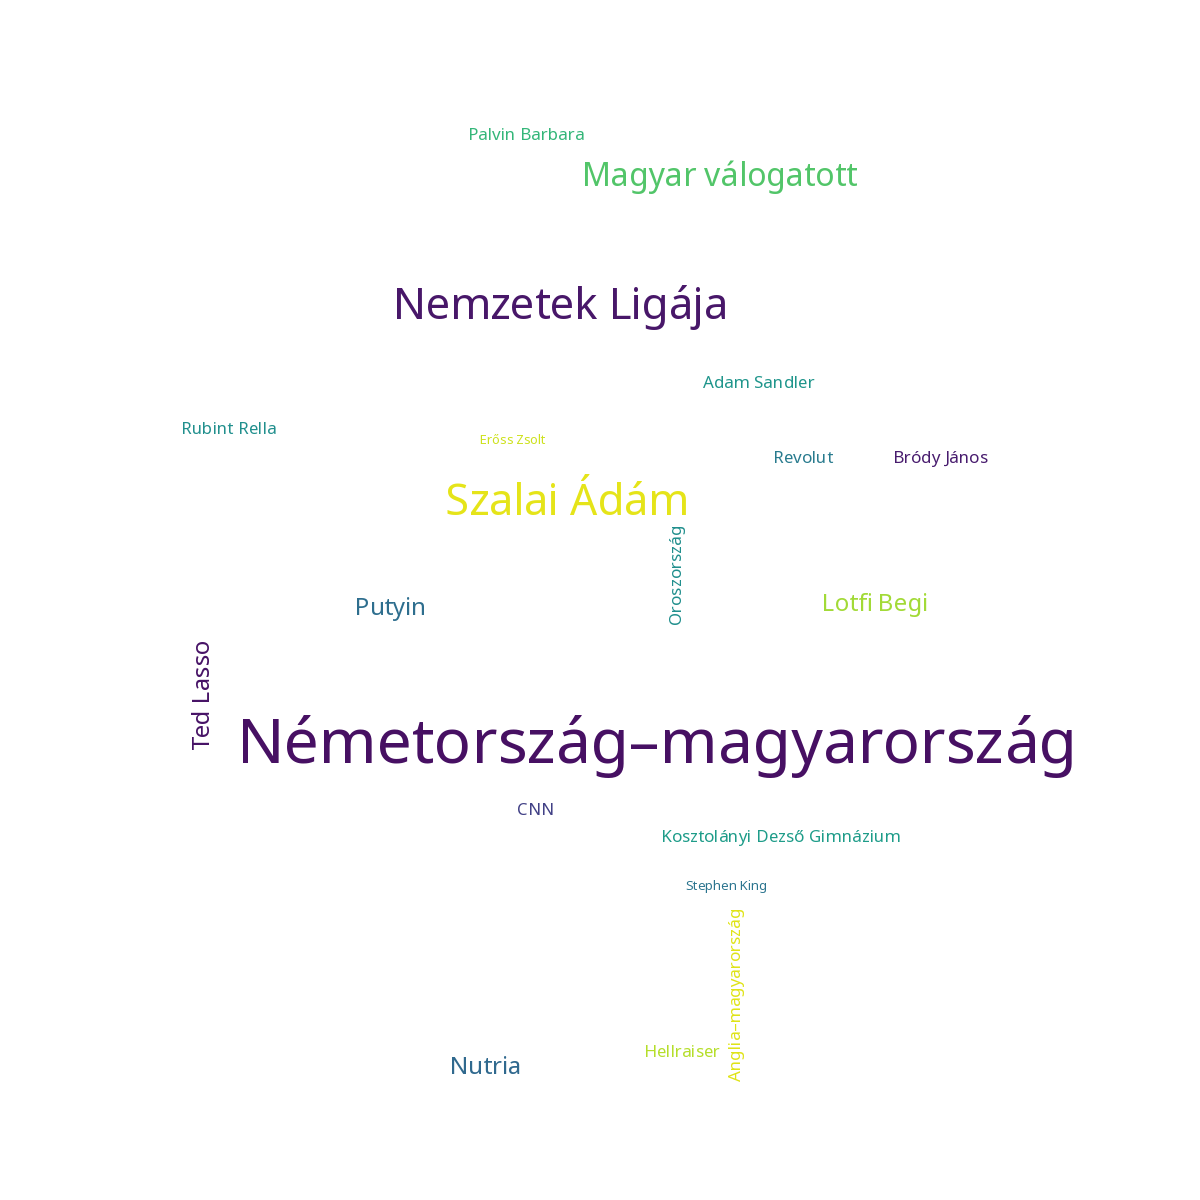 Palvin Barbara
Magyar válogatott
Nemzetek Ligája
Adam Sandler
Rubint Rella
Erőss Zsolt
Revolut
Bródy János
Szalai Ádám
Oroszország
Putyin
Lotfi Begi
Ted Lasso
Németország–magyarország
CNN
Kosztolányi Dezső Gimnázium
Stephen King
Anglia–magyarország
Hellraiser
Nutria